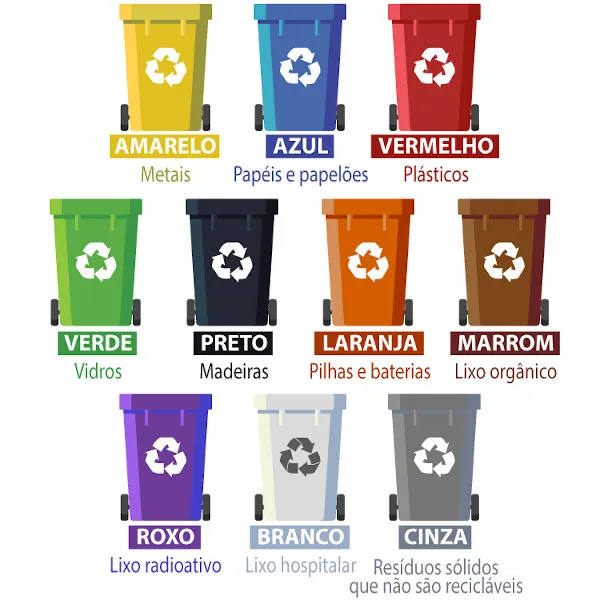 AMARELO AZUL VERMELHO
Metais Papéis e papelões Plásticos
VERDE PRETO LARANJA MARROM
Vidros Madeiras Pilhas e baterias Lixo orgânico
ROXO BRANCO CINZA
Lixo radioativo Lixo hospitalar Resíduos sólidos
que não são recicláveis